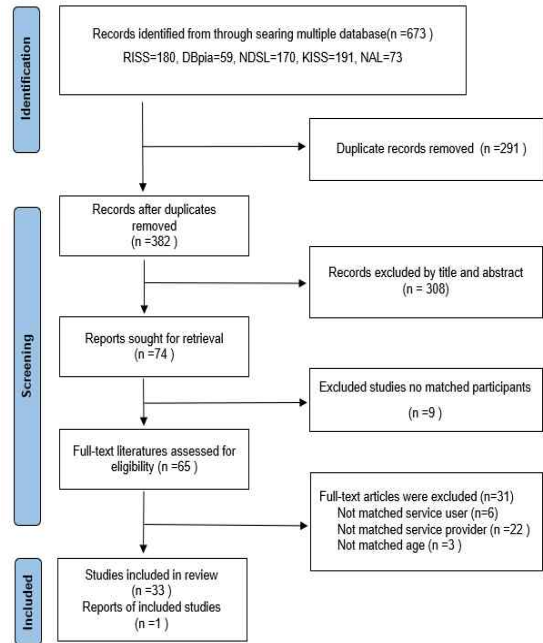 Identification
Records identified from through searing multiple database(n =673 )
RISS=180, DBpia=59, NDSL=170, KISS=191, NAL=73
Duplicate records removed (n =291 )
Screening
Records after duplicates
removed
(n =382 )
Records excluded by title and abstract
(n = 308)
Reports sought for retrieval
(n =74 )
Excluded studies no matched participants
(n =9 )
Full-text literatures assessed for
eligibility (n =65 )
Full-text articles were excluded (n=31)
Not matched service user (n=6)
Not matched service provider (n =22 )
Not matched age (n =3 )
Included
Studies included in review
(n =33 )
Reports of included studies
(n =1 )